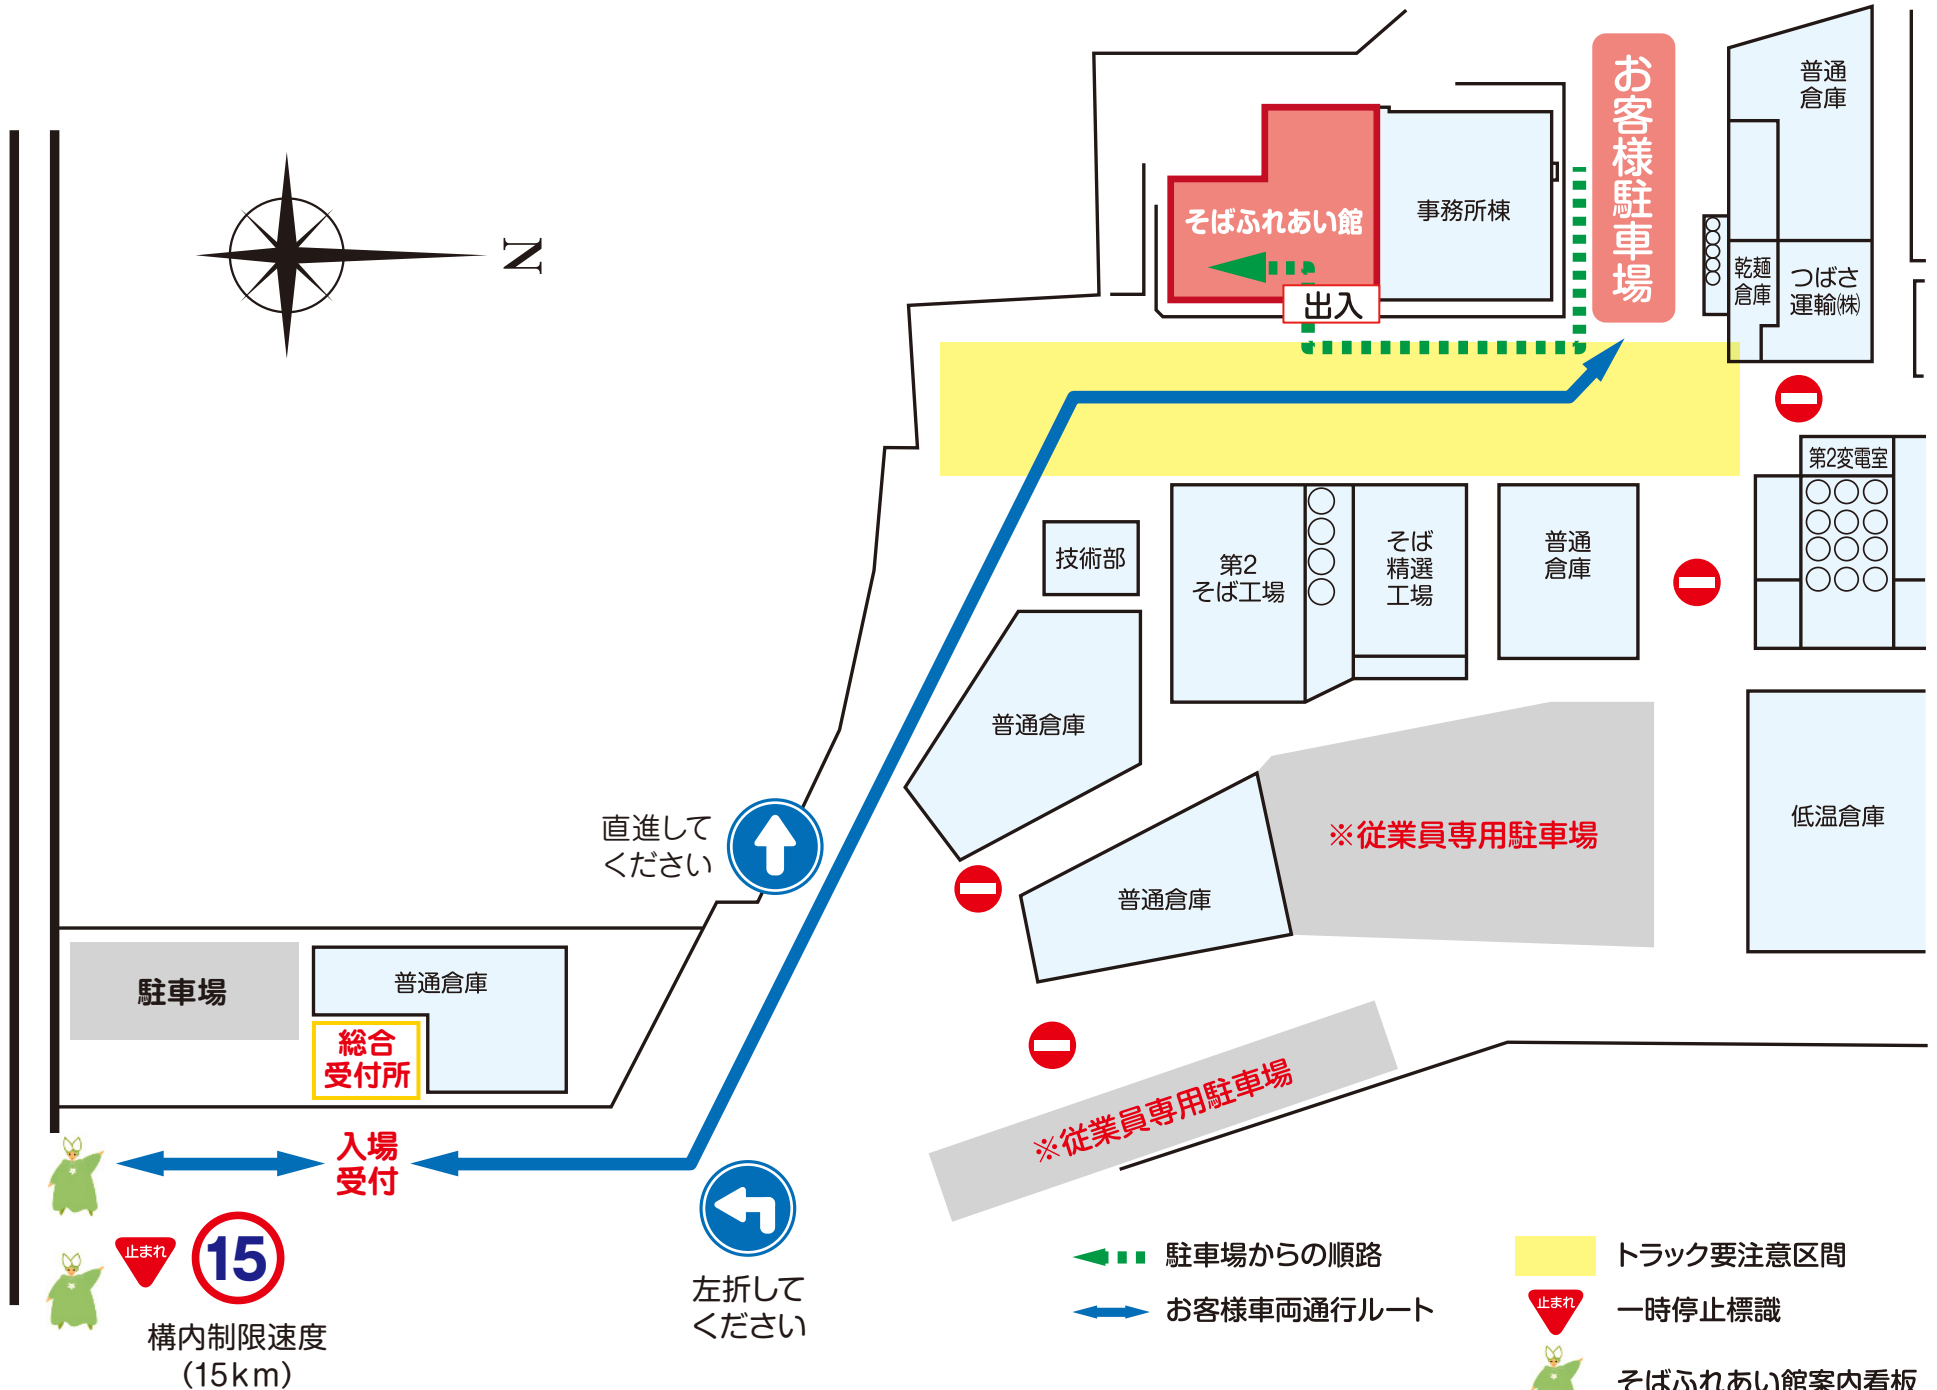 お客様駐車場
普通
倉庫
そばふれあい館
事務所棟
N
出入
乾麺
倉庫
つばさ
運輸㈱
第2変電室
技術部
第2
そば工場
そば
精選
工場
普通
倉庫
普通倉庫
直進して
ください
※従業員専用駐車場
低温倉庫
普通倉庫
駐車場
普通倉庫
総合
受付所
※従業員専用駐車場
入場
受付
止まれ
15
構内制限速度
(15km)
左折して
ください
駐車場からの順路
お客様車両通行ルート
トラック要注意区間
止まれ
一時停止標識
そばふれあい館案内看板